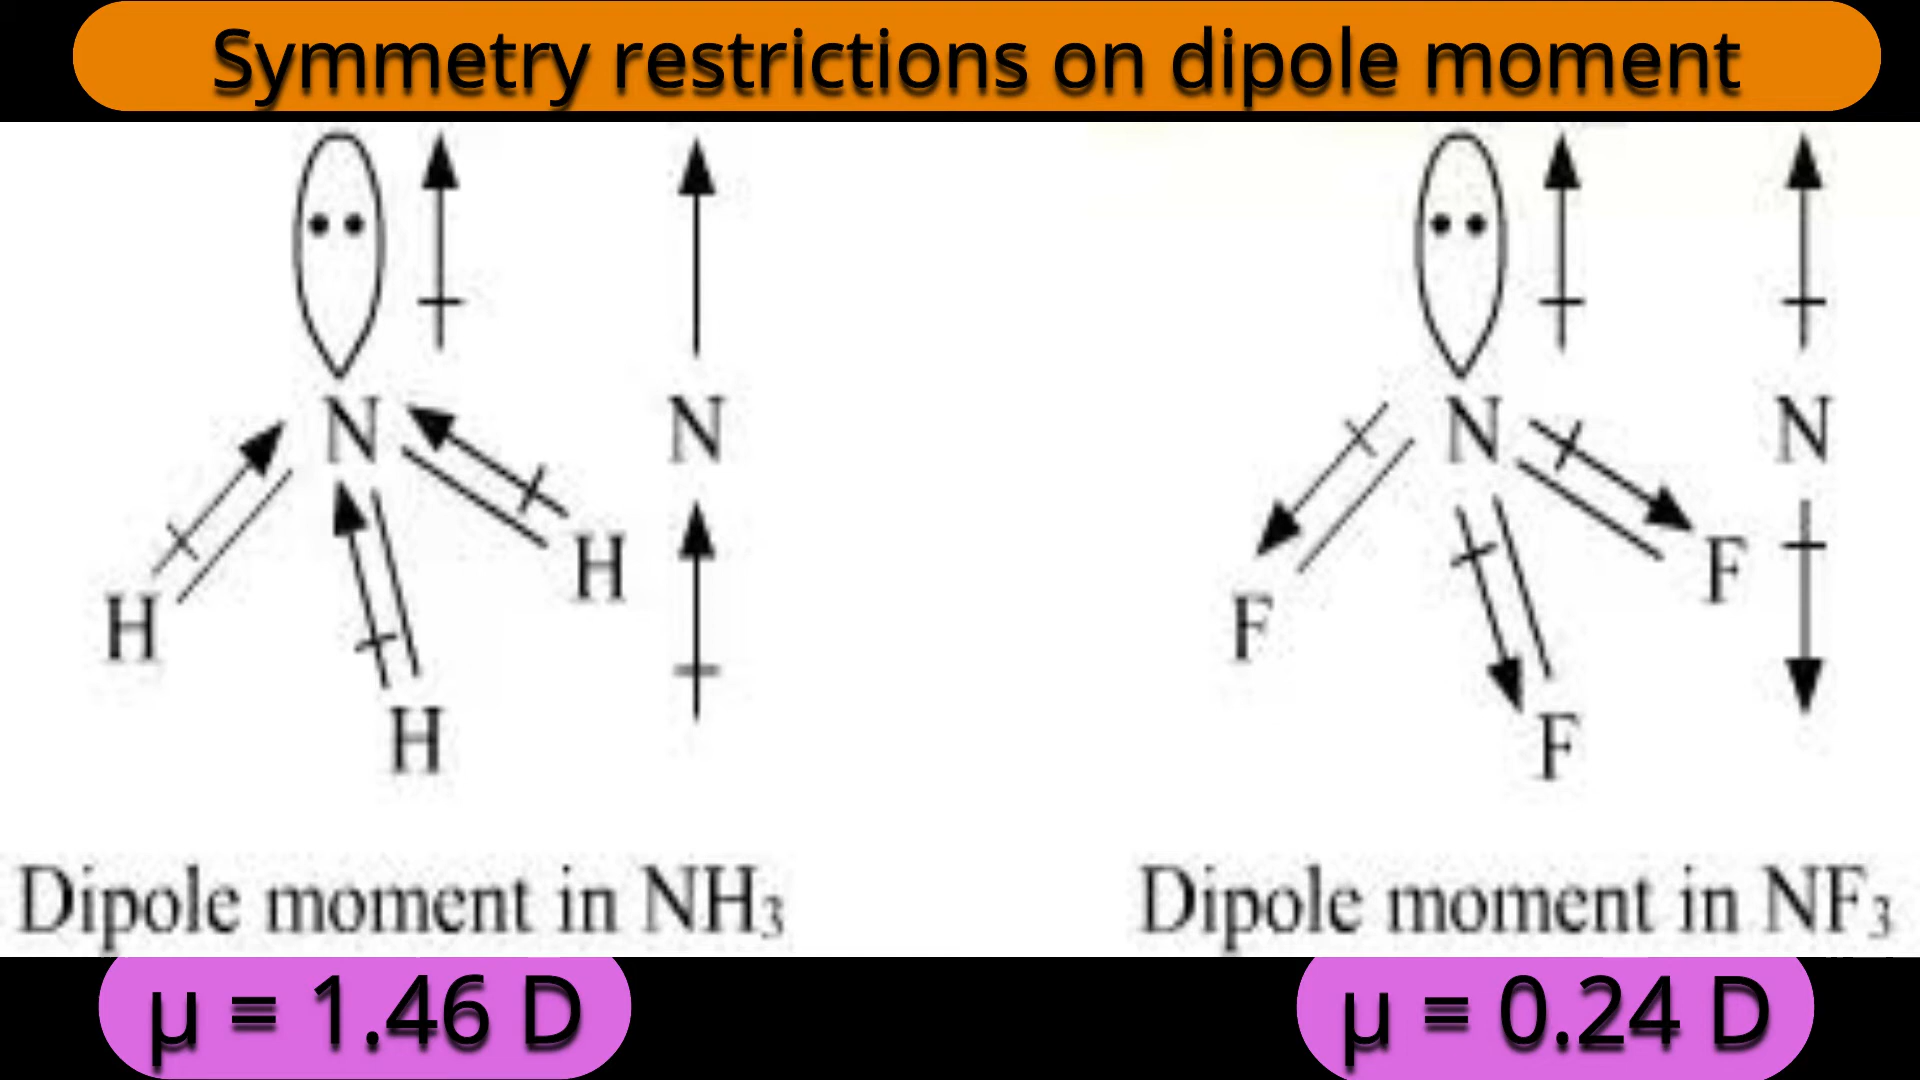 Symmetry restrictions on dipole moment
N
H
H
H
N
N
F
F
F
N
Dipole moment in NH₃
Dipole moment in NF₃
μ = 1.46 D
μ = 0.24 D